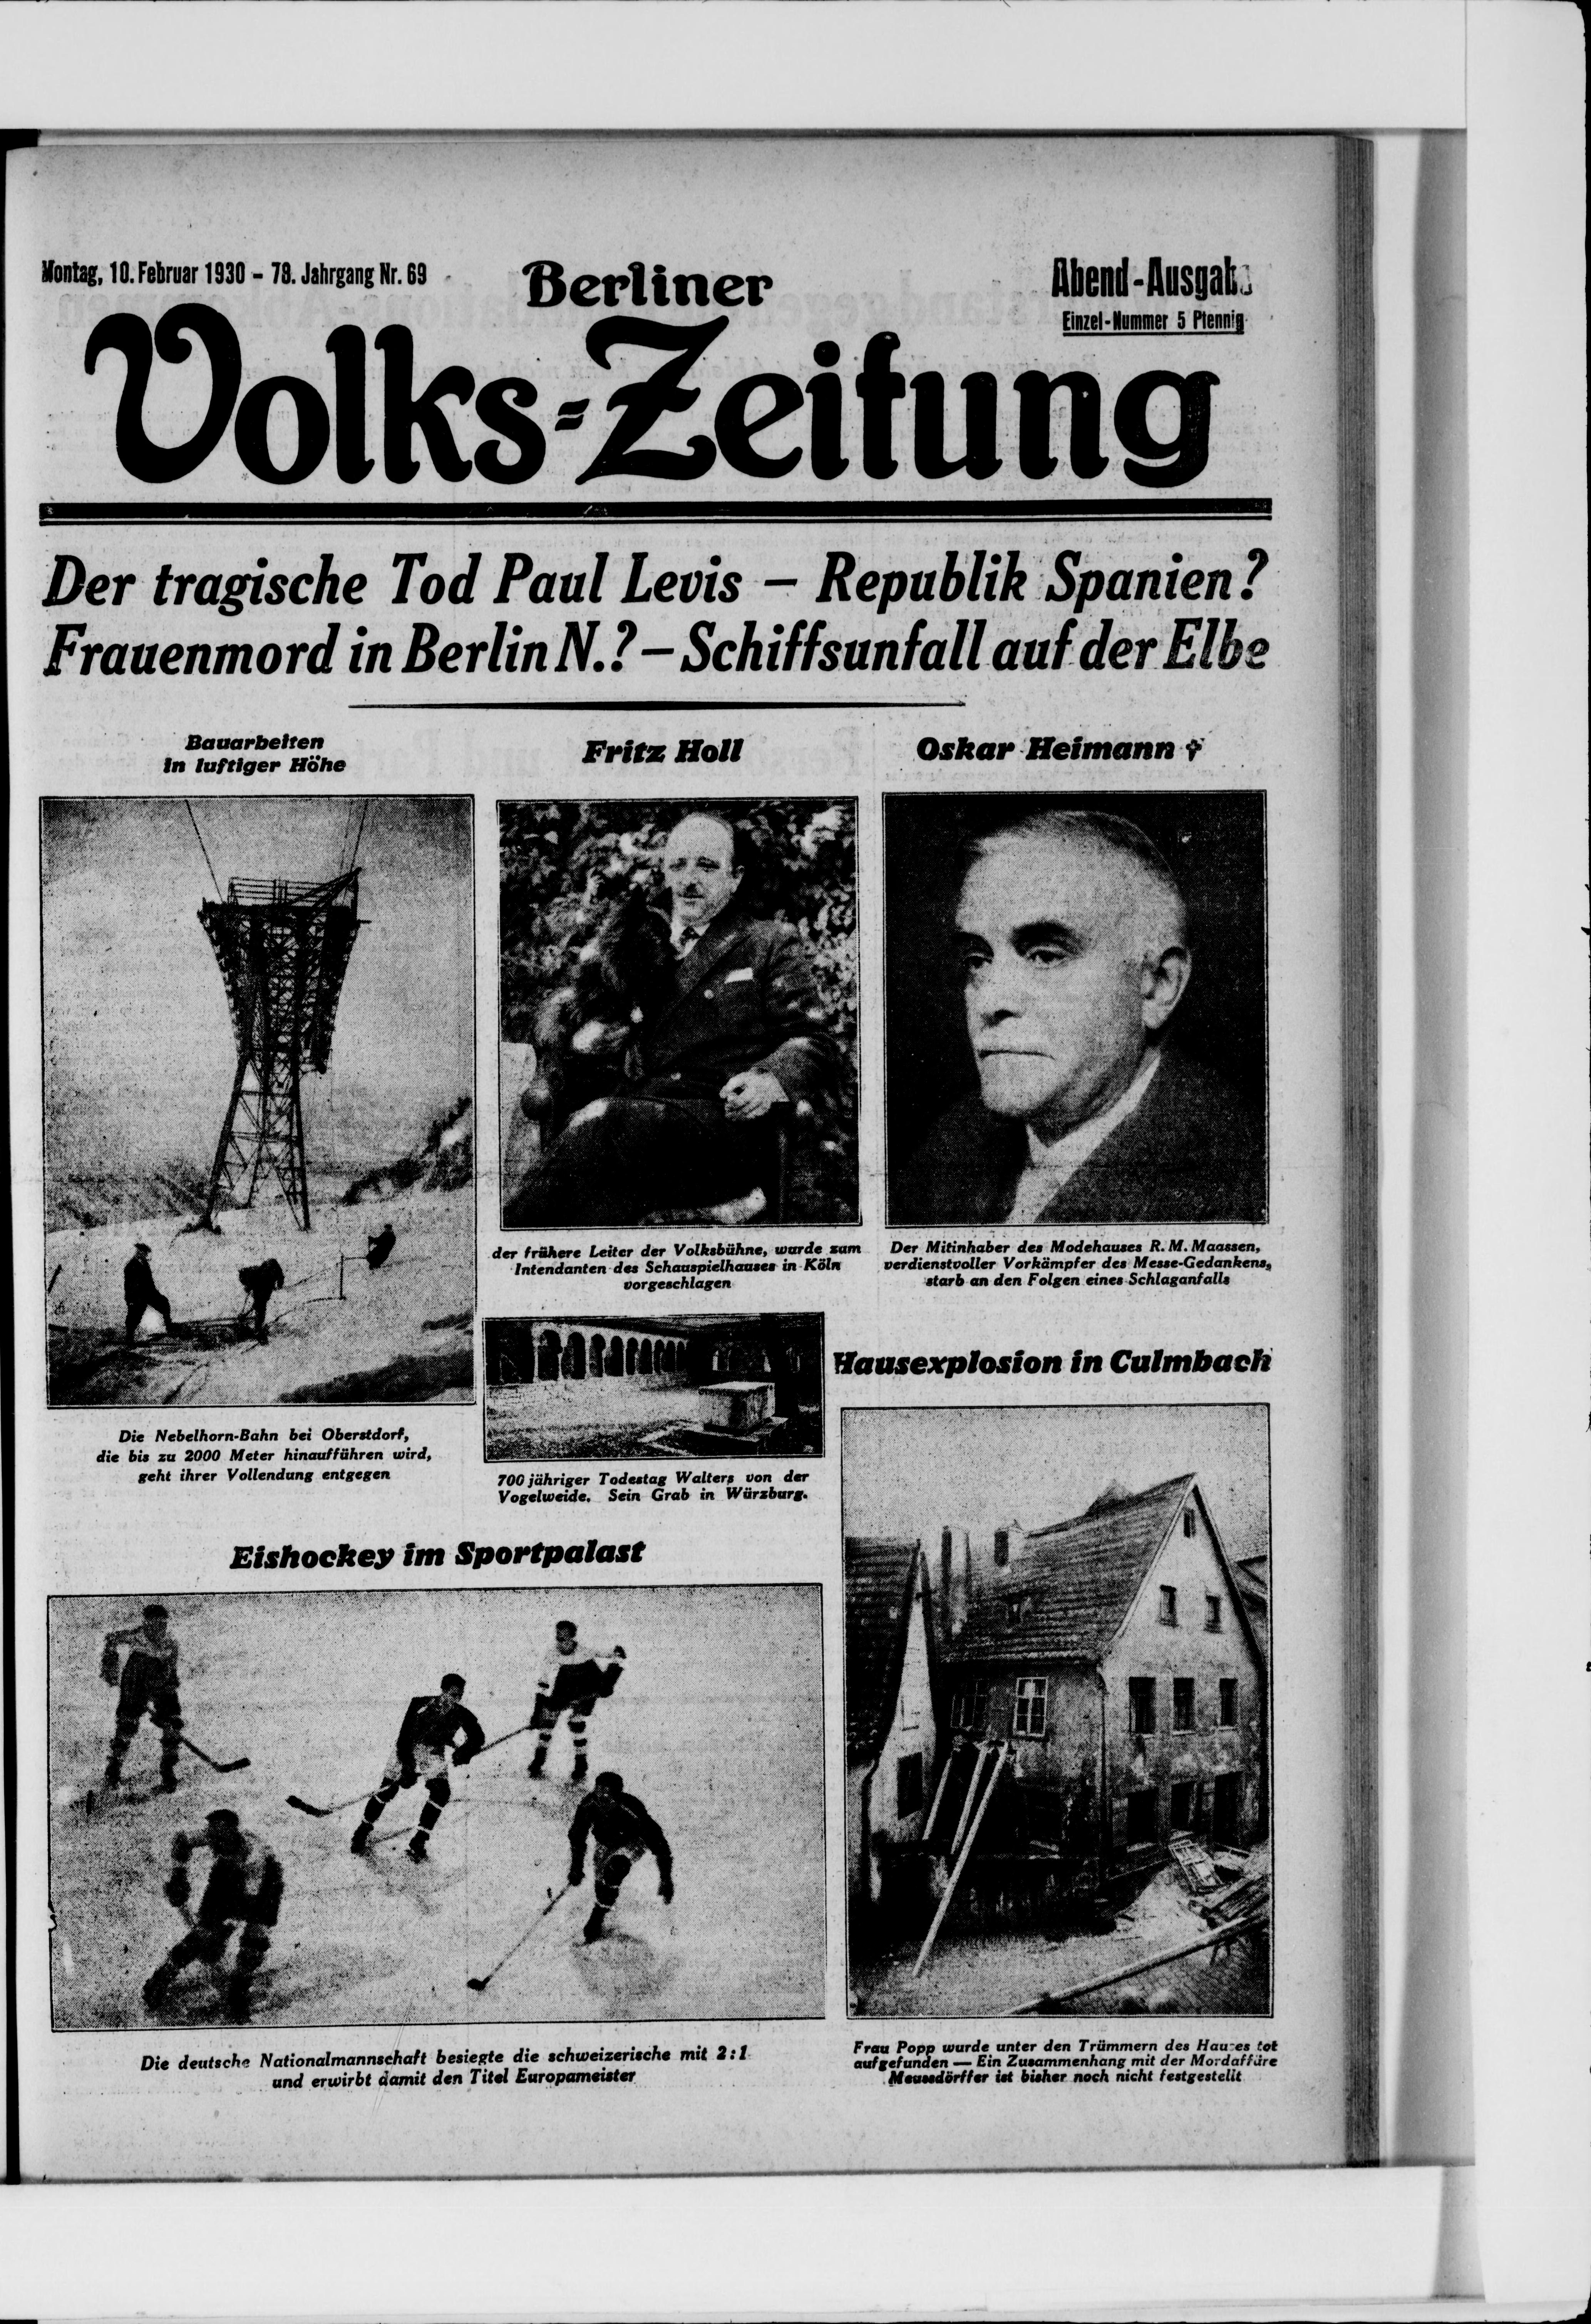 Montag, 10. Februar 1930 – 78. Jahrgang Nr. 69
Berliner
Abend-Ausgabe
Einzel-Nummer 5 Pfennig
Volks-Zeitung
Der tragische Tod Paul Levis – Republik Spanien?
Frauenmord in Berlin N.? – Schiffsunfall auf der Elbe
Bauarbeiten
in luftiger Höhe
Die Nebelhorn-Bahn bei Oberstdorf,
die bis zu 2000 Meter hinaufführen wird,
geht ihrer Vollendung entgegen
Fritz Holl
der frühere Leiter der Volksbühne, wurde zum
Intendanten des Schauspielhauses in Köln
vorgeschlagen
Oskar Heimann †
Der Mitinhaber des Modehauses R. M. Maassen,
verdienstvoller Vorkämpfer des Messe-Gedankens,
starb an den Folgen eines Schlaganfalls
700 jähriger Todestag Walters von der
Vogelweide. Sein Grab in Würzburg.
Hausexplosion in Culmbach
Frau Popp wurde unter den Trümmern des Hauses tot
aufgefunden — Ein Zusammenhang mit der Mordaffäre
Meussdörffer ist bisher noch nicht festgestellt
Eishockey im Sportpalast
Die deutsche Nationalmannschaft besiegte die schweizerische mit 2:1
und erwirbt damit den Titel Europameister